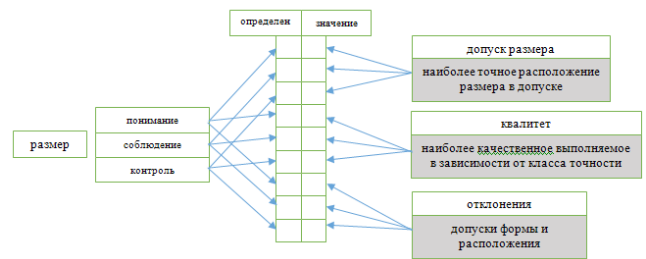 определен
значение
размер
понимание
соблюдение
контроль
допуск размера
наиболее точное расположение
размера в допуске
квалитет
наиболее качественное выполняемое
в зависимости от класса точности
отклонения
допуски формы и
расположения